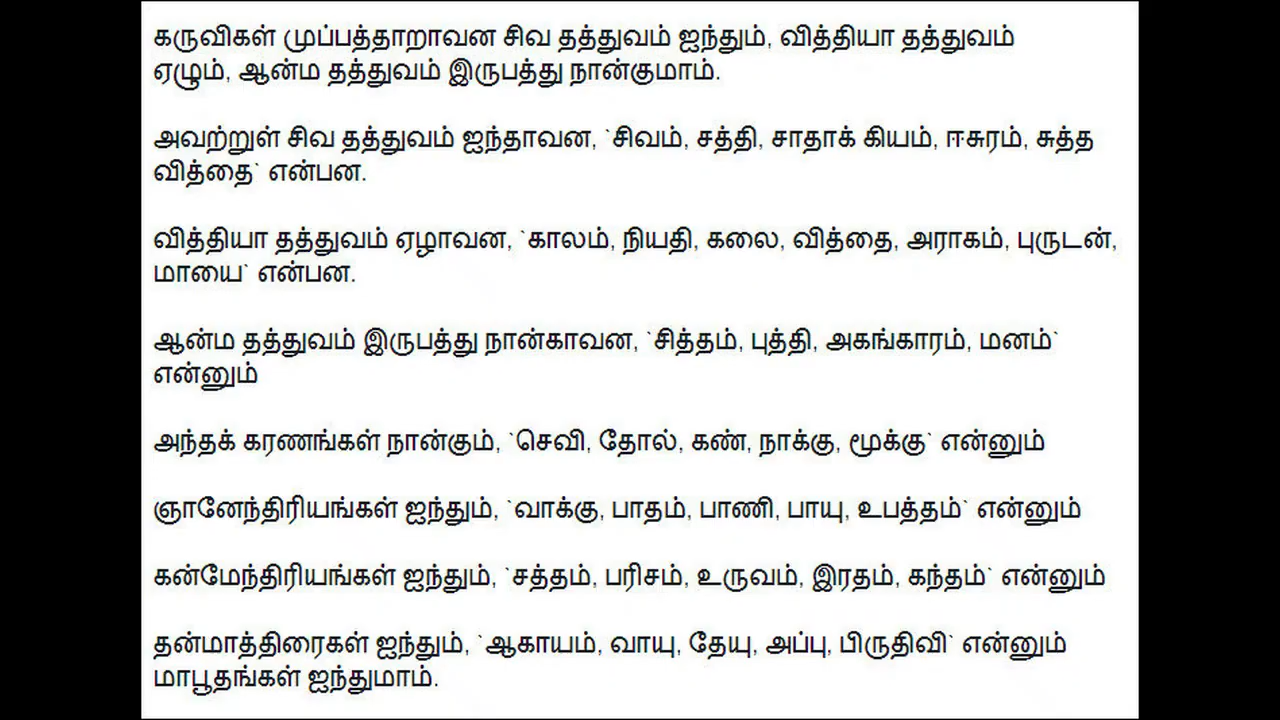 கருவிகள் முப்பத்தாறாவன சிவ தத்துவம் ஐந்தும், வித்தியா தத்துவம்
ஏழும், ஆன்ம தத்துவம் இருபத்து நான்குமாம்.
அவற்றுள் சிவ தத்துவம் ஐந்தாவன, `சிவம், சத்தி, சாதாக் கியம், ஈசுரம், சுத்த
வித்தை` என்பன.
வித்தியா தத்துவம் ஏழாவன, `காலம், நியதி, கலை, வித்தை, அராகம், புருடன்,
மாயை` என்பன.
ஆன்ம தத்துவம் இருபத்து நான்காவன, `சித்தம், புத்தி, அகங்காரம், மனம்`
என்னும்
அந்தக் கரணங்கள் நான்கும், `செவி, தோல், கண், நாக்கு, மூக்கு` என்னும்
ஞானேந்திரியங்கள் ஐந்தும், `வாக்கு, பாதம், பாணி, பாயு, உபத்தம்` என்னும்
கன்மேந்திரியங்கள் ஐந்தும், `சத்தம், பரிசம், உருவம், இரதம், கந்தம்` என்னும்
தன்மாத்திரைகள் ஐந்தும், `ஆகாயம், வாயு, தேயு, அப்பு, பிருதிவி` என்னும்
மாபூதங்கள் ஐந்துமாம்.